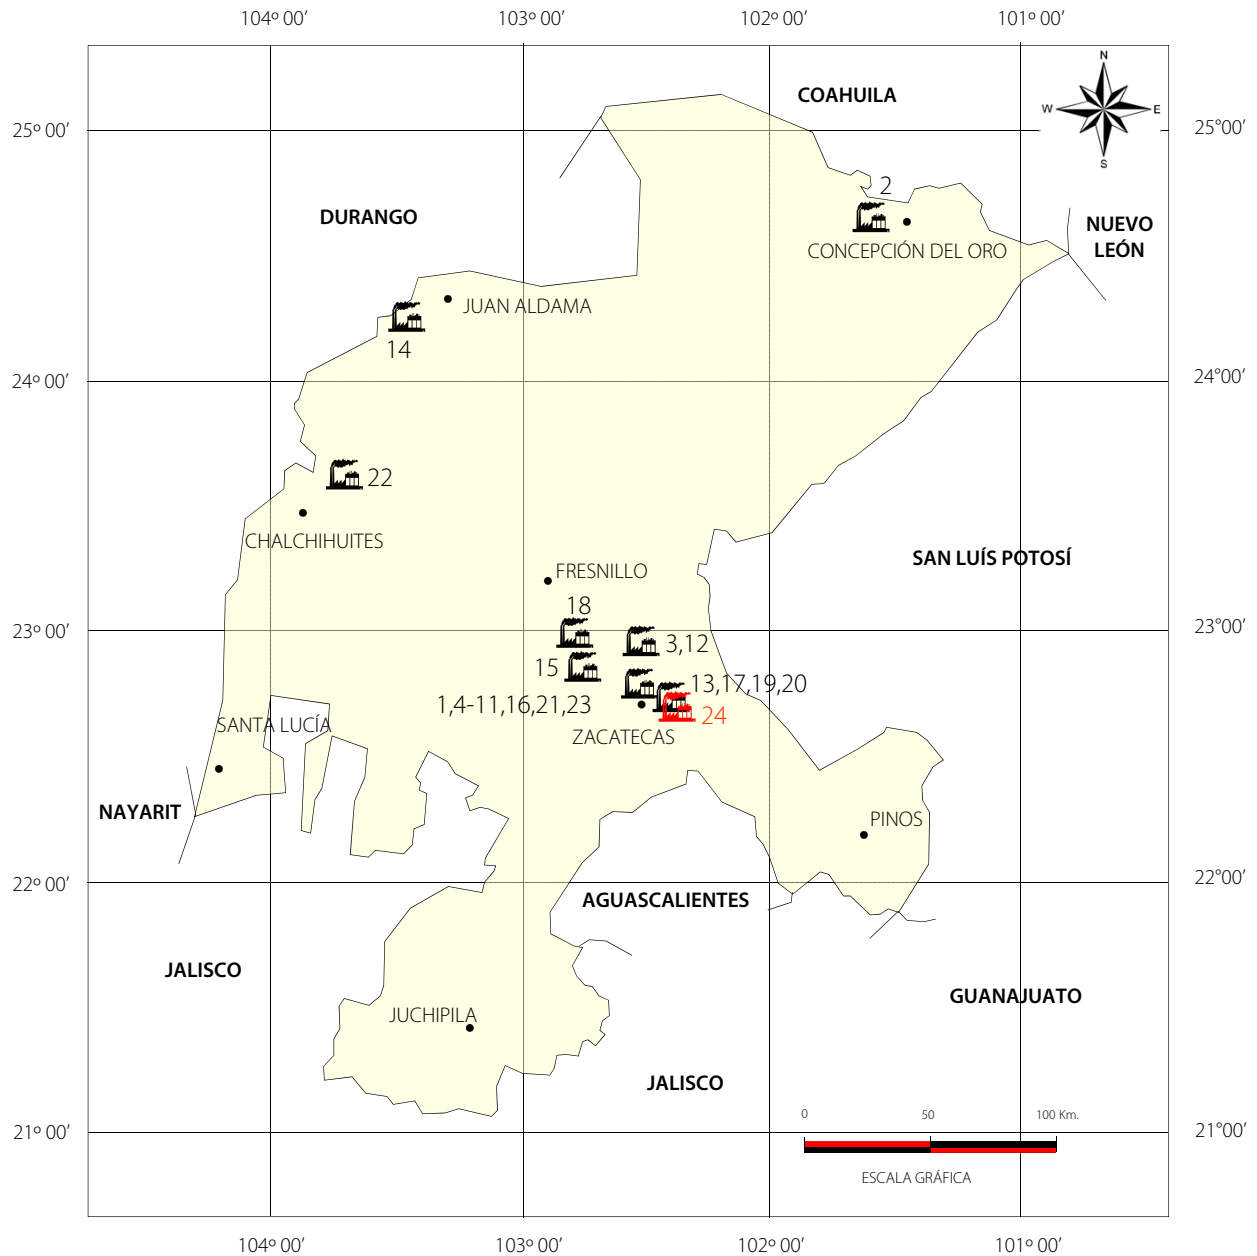 104º 00’ 103º 00’ 102º 00’ 101º 00’
N
COAHUILA
W E
25º 00’ 25°00’
S
2
DURANGO
NUEVO
LEÓN
CONCEPCIÓN DEL ORO
JUAN ALDAMA
14
24º 00’ 24°00’
22
CHALCHIHUITES
SAN LUÍS POTOSÍ
FRESNILLO
18
23º 00’ 23°00’
3,12
15
13,17,19,20
1,4-11,16,21,23
24
SANTA LUCÍA
ZACATECAS
NAYARIT
PINOS
22º 00’ 22°00’
AGUASCALIENTES
JALISCO
GUANAJUATO
JUCHIPILA
JALISCO
0 50 100 Km.
21º 00’ 21°00’
ESCALA GRÁFICA
104º 00’ 103º 00’ 102º 00’ 101º 00’